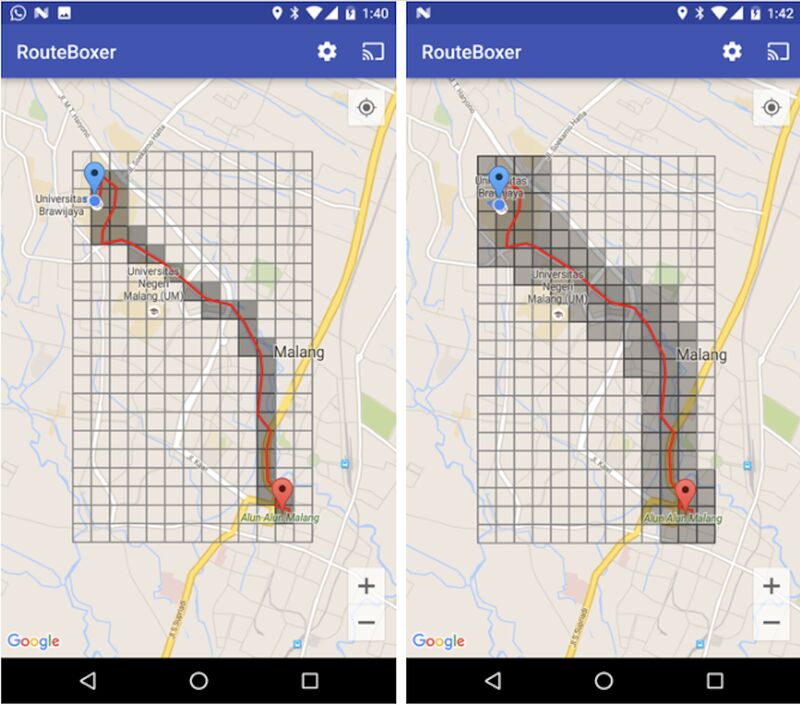 1:40
RouteBoxer
Jl. M.T. Haryono
Jl. Soekarno Hatta
Universitas
Brawijaya
Universitas
Negeri
Malang (UM)
Malang
Jl. Kawi
Alun Alun Malang
Jl.S.Supriadi
Google
+
−
N
1:42
RouteBoxer
Haryono
Jl. Soekarno Hatta
Universitas
Brawijaya
Universitas
Negeri
Malang (UM)
Malang
Jl. Kawi
Alun Alun Malang
Jl.S.Supriadi
Google
+
−